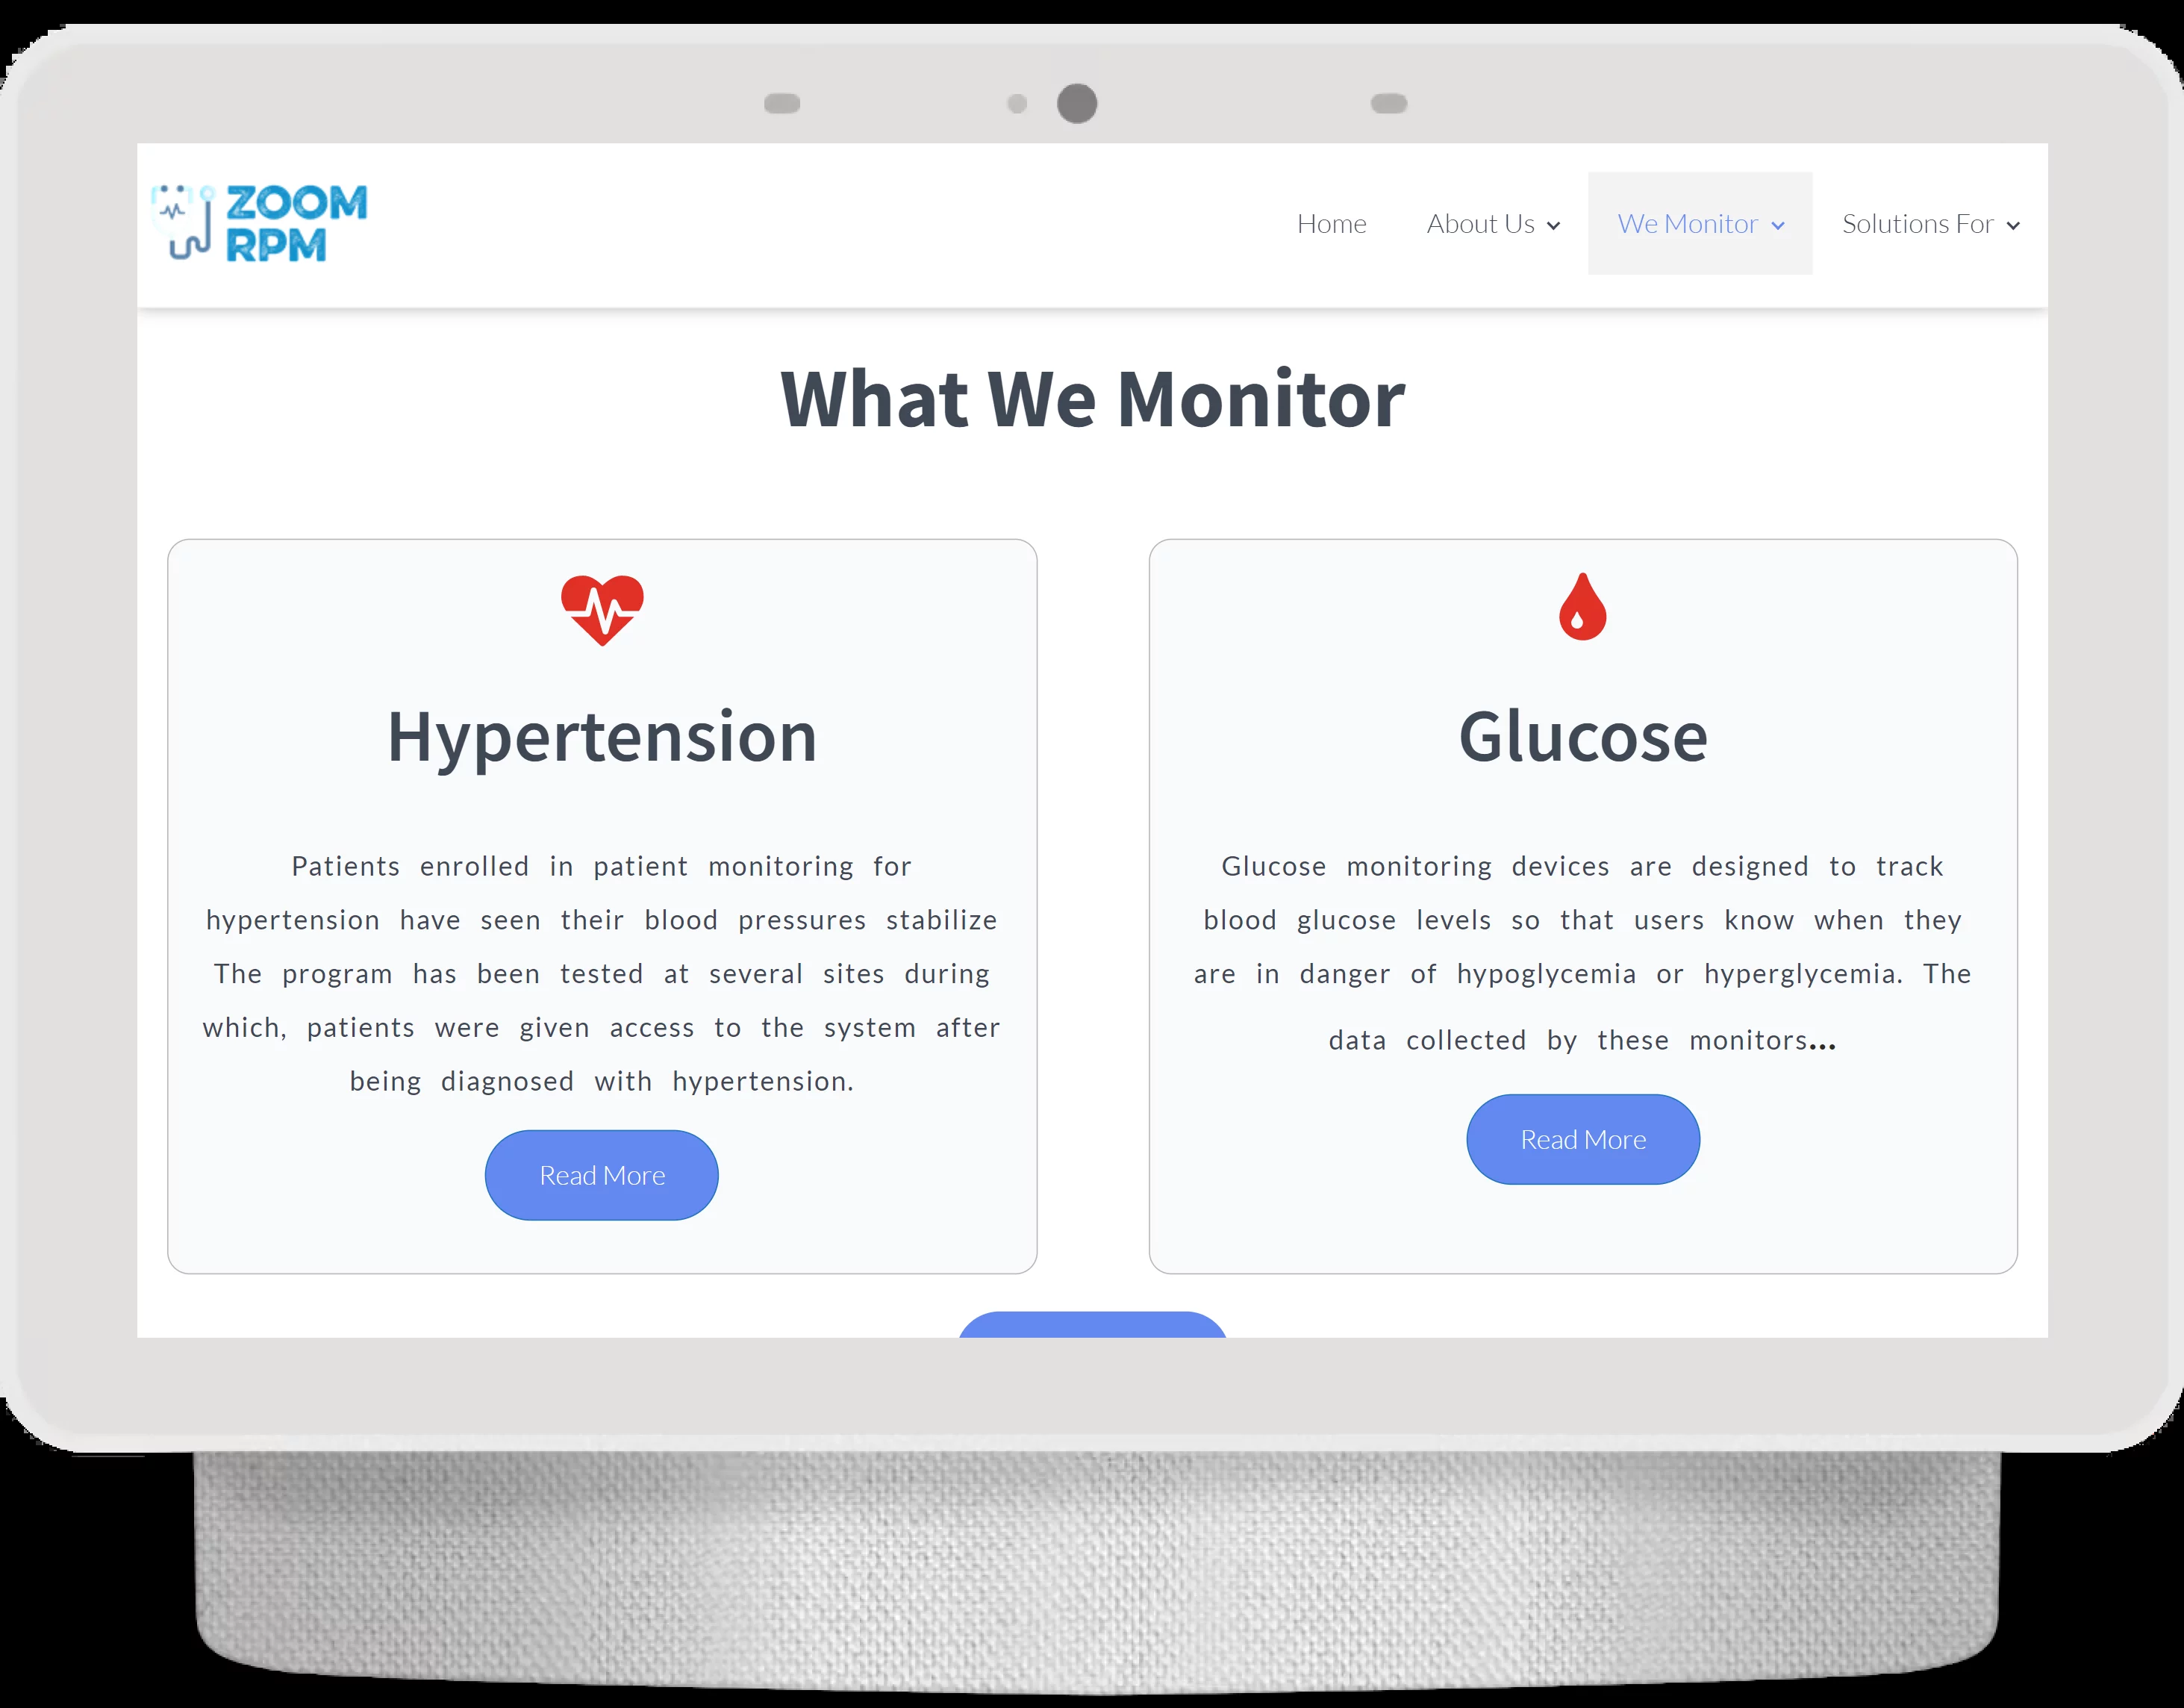 ZOOM
RPM
Home
About Us
We Monitor
Solutions For
What We Monitor
Hypertension
Patients enrolled in patient monitoring for
hypertension have seen their blood pressures stabilize
The program has been tested at several sites during
which, patients were given access to the system after
being diagnosed with hypertension.
Read More
Glucose
Glucose monitoring devices are designed to track
blood glucose levels so that users know when they
are in danger of hypoglycemia or hyperglycemia. The
data collected by these monitors...
Read More